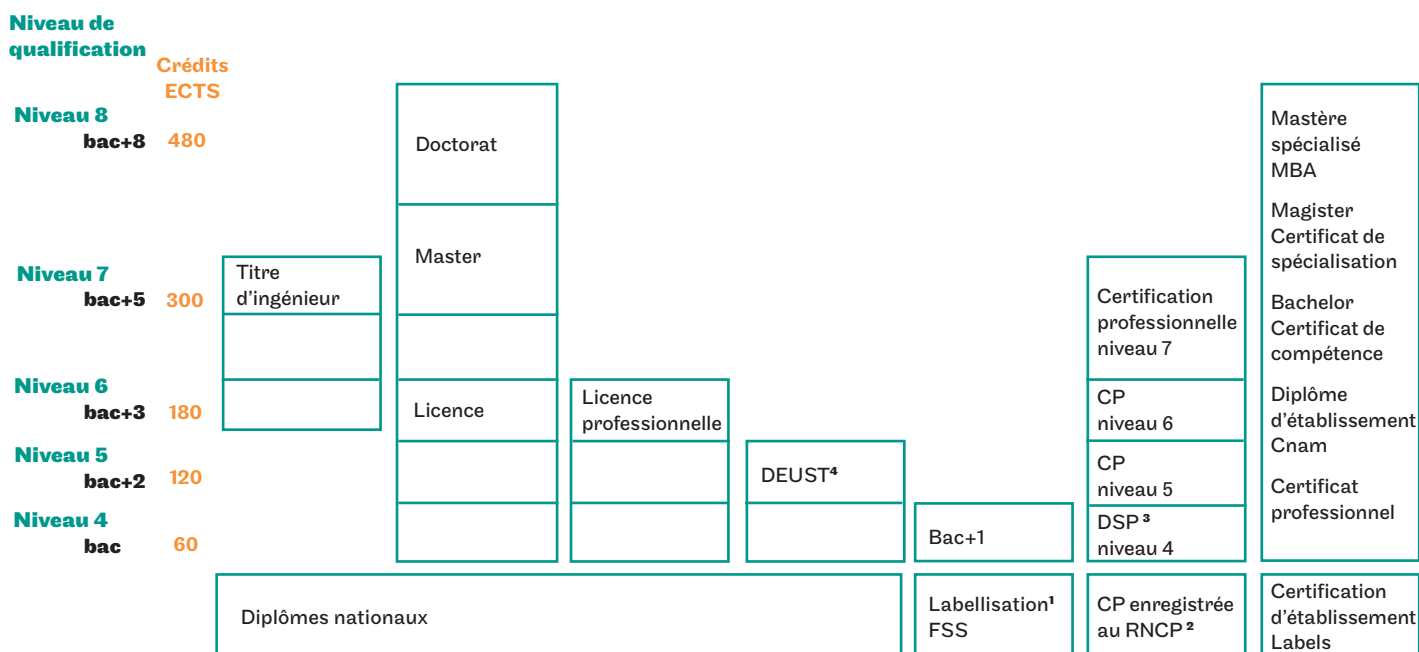 Niveau de
qualification
Crédits
ECTS
Niveau 8
bac+8 480
Niveau 7
bac+5 300
Niveau 6
bac+3 180
Niveau 5
bac+2 120
Niveau 4
bac 60
Titre
d'ingénieur
Doctorat
Master
Licence
Licence
professionnelle
DEUST⁴
Bac+1
Certification
professionnelle
niveau 7
CP
niveau 6
CP
niveau 5
DSP ³
niveau 4
Mastère
spécialisé
MBA
Magister
Certificat de
spécialisation
Bachelor
Certificat de
compétence
Diplôme
d'établissement
Cnam
Certificat
professionnel
Diplômes nationaux
Labellisation¹
FSS
CP enregistrée
au RNCP ²
Certification
d'établissement
Labels